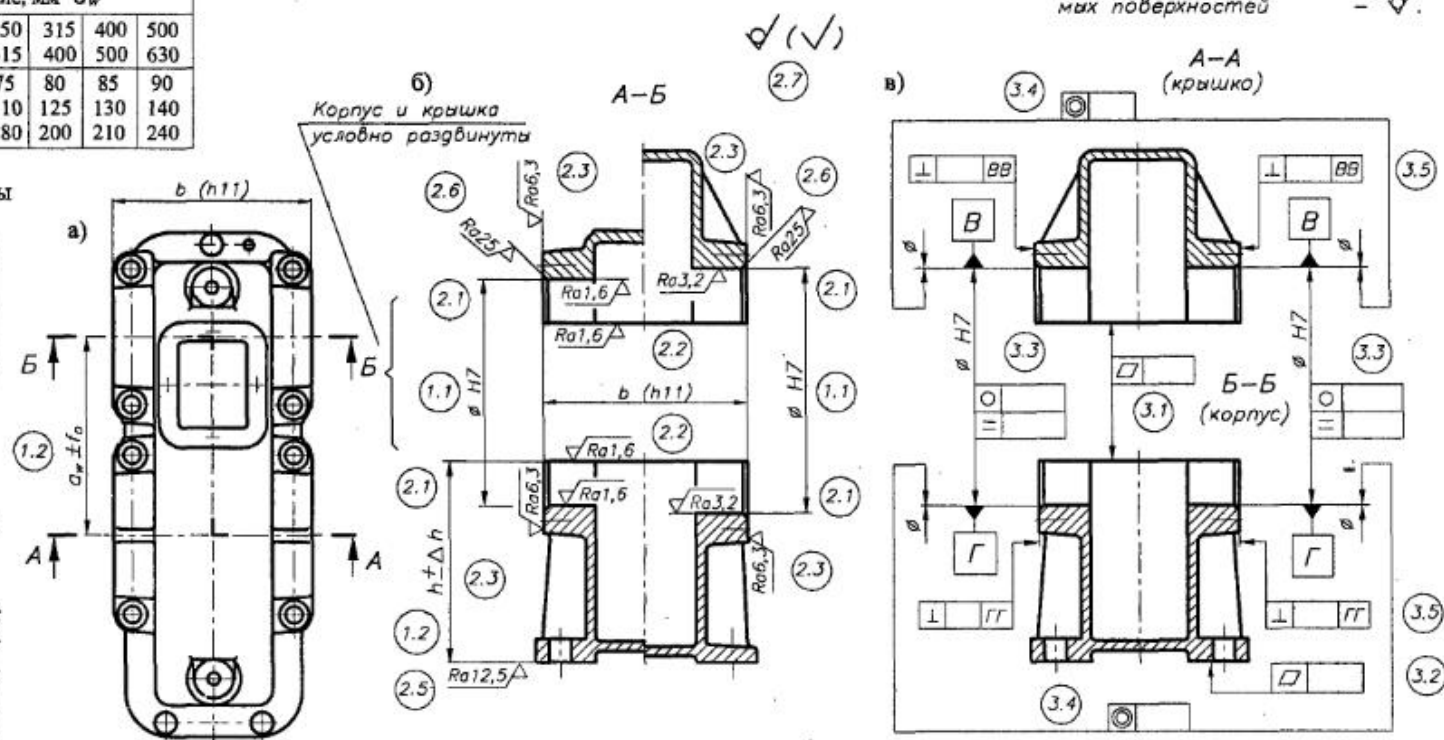 ис, мм a_w
50 315 400 500
15 400 500 630
75 80 85 90
10 125 130 140
80 200 210 240
мых поверхностей – √.
(√)
2.7
А–А
(крышко)
в)
б)
А–Б
Корпус и крышка
условно раздвинуты
ы
а)
b (h11)
Б Б
А А
1.2
a_w ± f_a
2.6 Ra6,3 2.3 2.3 Ra6,3 2.6
Ra25 Ra25
2.1 Ra1,6 Ra3,2 2.1
Ra1,6
2.2
1.1 ø H7 ø H7 1.1
b (h11)
2.2
Ra1,6
2.1 Ra6,3 Ra1,6 Ra3,2 2.1
h ± Δh 2.3 Ra6,3 2.3
1.2
2.5 Ra12,5
3.4 ◎
⊥ ВВ ⊥ ВВ 3.5
В В
ø ø
ø H7 3.3 ø H7 3.3
▱ 3.1
Б–Б
(корпус)
○ ○
= =
ø ø
Г Г
⊥ ГГ ⊥ ГГ 3.5
▱ 3.2
3.4 ◎